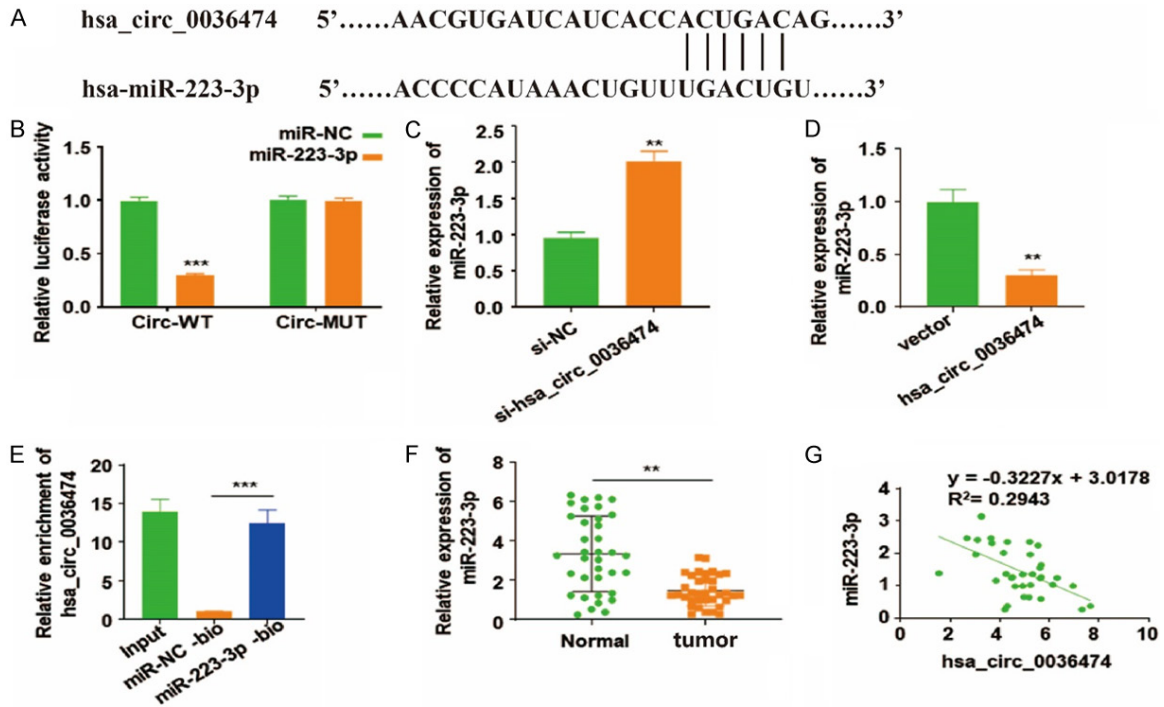 A
hsa_circ_0036474 5’......AACGUGAUCAUCACCACUGACAG......3’
hsa-miR-223-3p 5’......ACCCCAUAAACUGUUUGACUGU......3’
B
miR-NC
miR-223-3p
Relative luciferase activity
1.5
1.0
0.5
0.0
***
Circ-WT
Circ-MUT
C
Relative expression of
miR-223-3p
2.5
2.0
1.5
1.0
0.5
0.0
**
si-NC
si-hsa_circ_0036474
D
Relative expression of
miR-223-3p
1.5
1.0
0.5
0.0
**
vector
hsa_circ_0036474
E
Relative enrichment of
hsa_circ_0036474
20
15
10
5
0
***
Input
miR-NC -bio
miR-223-3p -bio
F
Relative expression of
miR-223-3p
8
6
4
2
0
**
Normal
tumor
G
y = -0.3227x + 3.0178
R²= 0.2943
miR-223-3p
4
3
2
1
0
0 2 4 6 8 10
hsa_circ_0036474